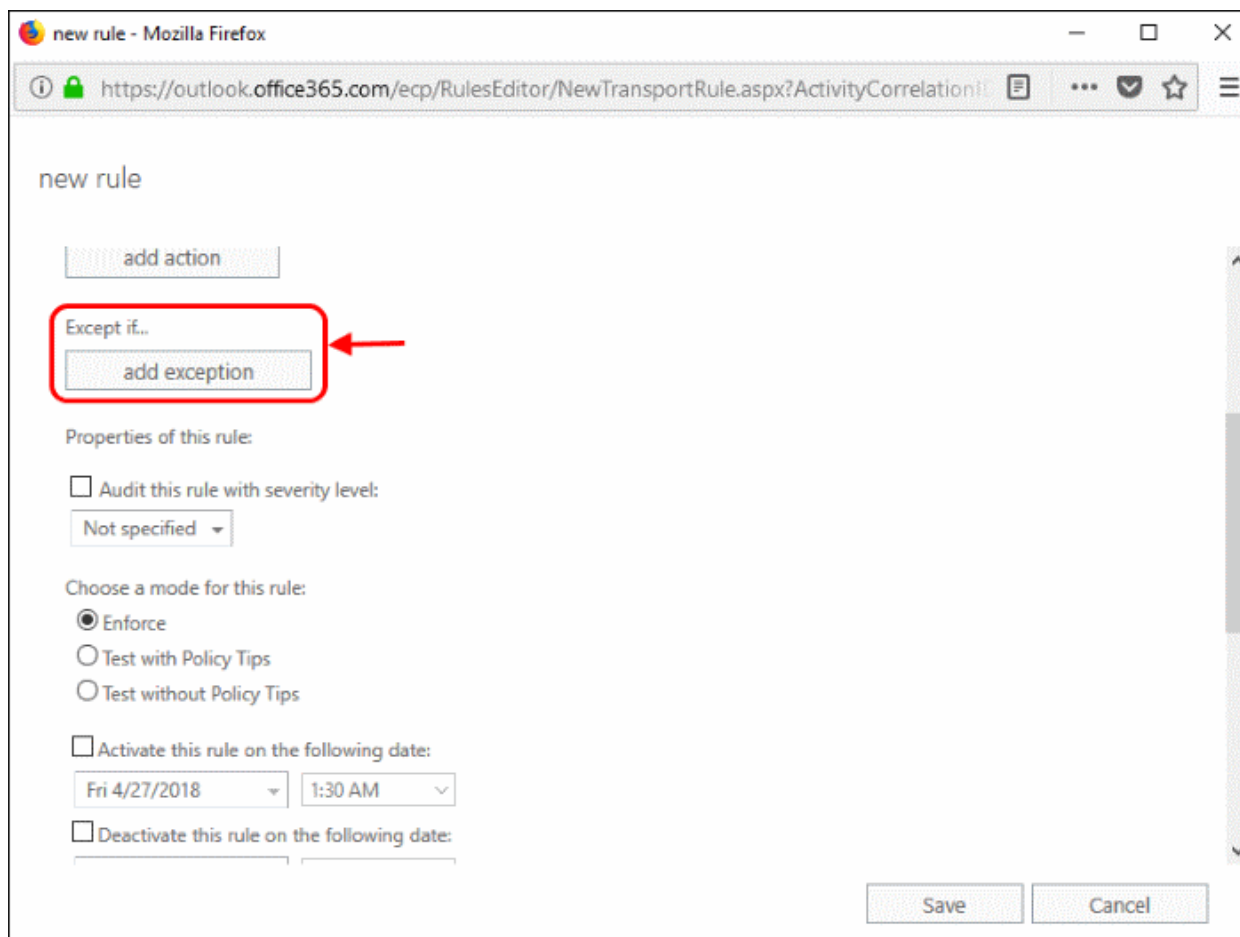 new rule - Mozilla Firefox
https://outlook.office365.com/ecp/RulesEditor/NewTransportRule.aspx?ActivityCorrelationI
new rule
add action
Except if...
add exception
Properties of this rule:
Audit this rule with severity level:
Not specified
Choose a mode for this rule:
Enforce
Test with Policy Tips
Test without Policy Tips
Activate this rule on the following date:
Fri 4/27/2018 1:30 AM
Deactivate this rule on the following date:
Save Cancel